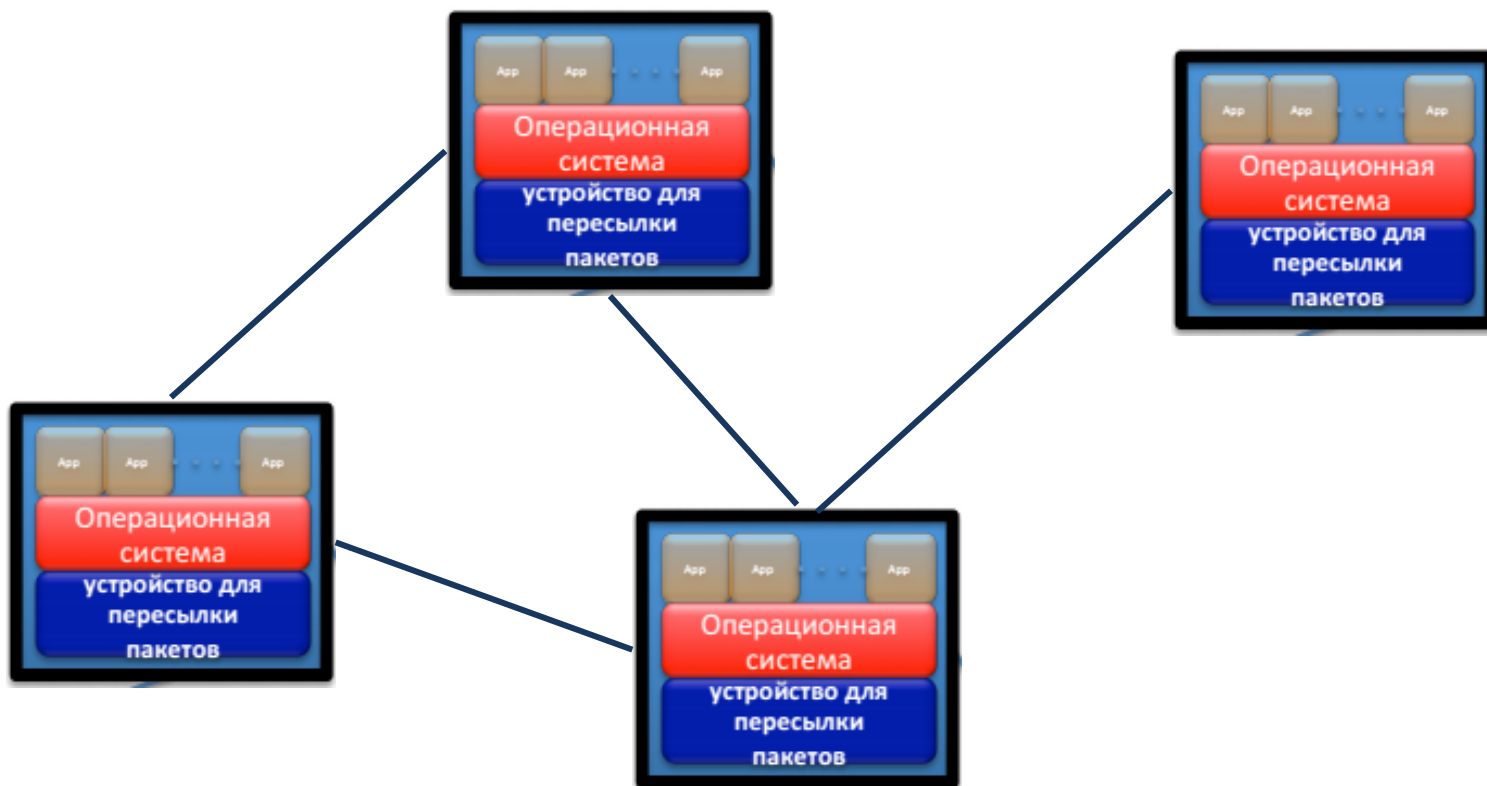 App App App
Операционная
система
устройство для
пересылки
пакетов
App App App
Операционная
система
устройство для
пересылки
пакетов
App App App
Операционная
система
устройство для
пересылки
пакетов
App App App
Операционная
система
устройство для
пересылки
пакетов